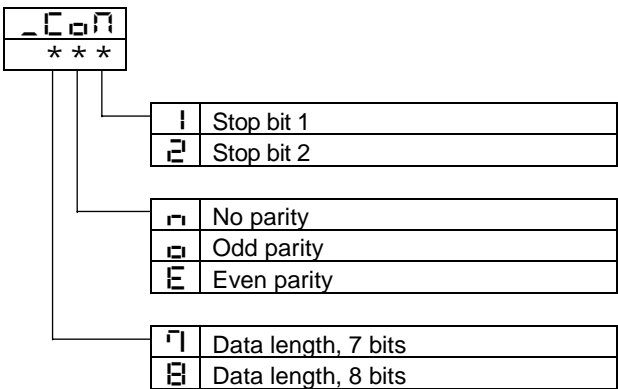 _CoM
***
1 Stop bit 1
2 Stop bit 2
n No parity
o Odd parity
E Even parity
7 Data length, 7 bits
8 Data length, 8 bits